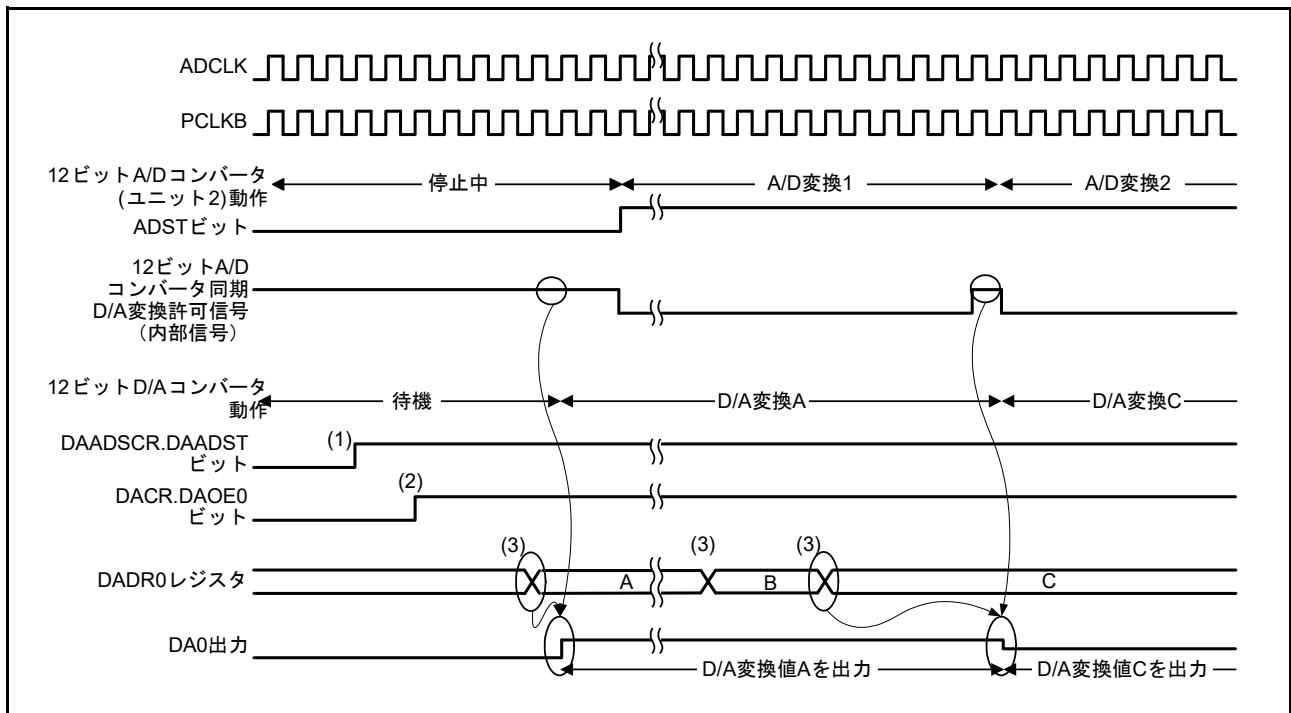 ADCLK
PCLKB
12ビットA/Dコンバータ
(ユニット2)動作
停止中
A/D変換1
A/D変換2
ADSTビット
12ビットA/D
コンバータ同期
D/A変換許可信号
（内部信号）
12ビットD/Aコンバータ
動作
待機
D/A変換A
D/A変換C
DAADSCR.DAADST
ビット
(1)
DACR.DAOE0
ビット
(2)
(3)
(3)
(3)
DADR0レジスタ
A
B
C
DA0出力
D/A変換値Aを出力
D/A変換値Cを出力